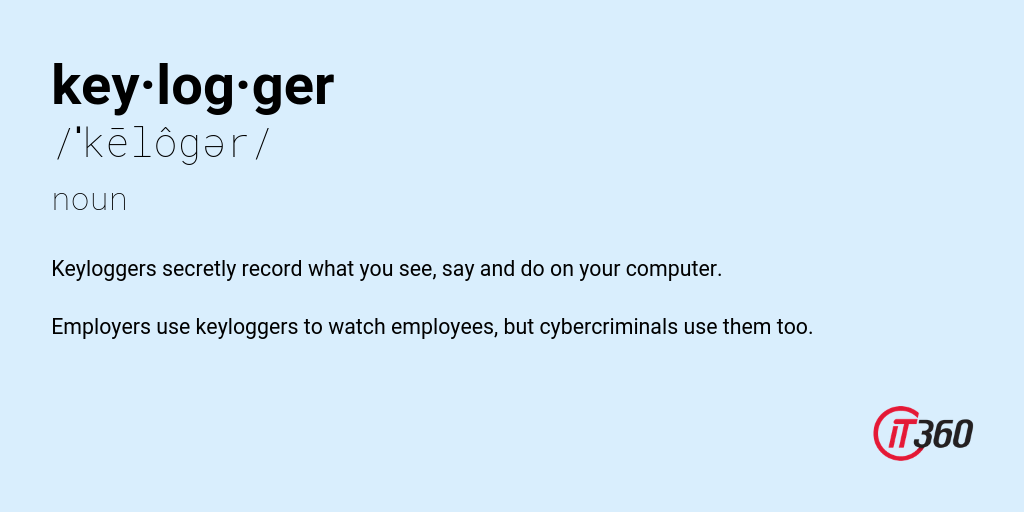 key·log·ger
/ˈkēlôgər/
noun
Keyloggers secretly record what you see, say and do on your computer.
Employers use keyloggers to watch employees, but cybercriminals use them too.
iT360